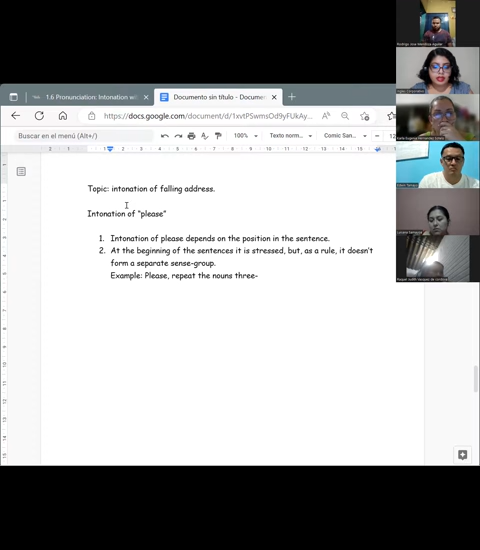 1.6 Pronunciation: Intonation wi
Documento sin título - Documen
https://docs.google.com/document/d/1xvtPSwmsOd9yFUkAy...
Buscar en el menú (Alt+/)
100%
Texto norm...
Comic San...
Topic: intonation of falling address.
Intonation of “please”
1. Intonation of please depends on the position in the sentence.
2. At the beginning of the sentences it is stressed, but, as a rule, it doesn’t
form a separate sense-group.
Example: Please, repeat the nouns three-